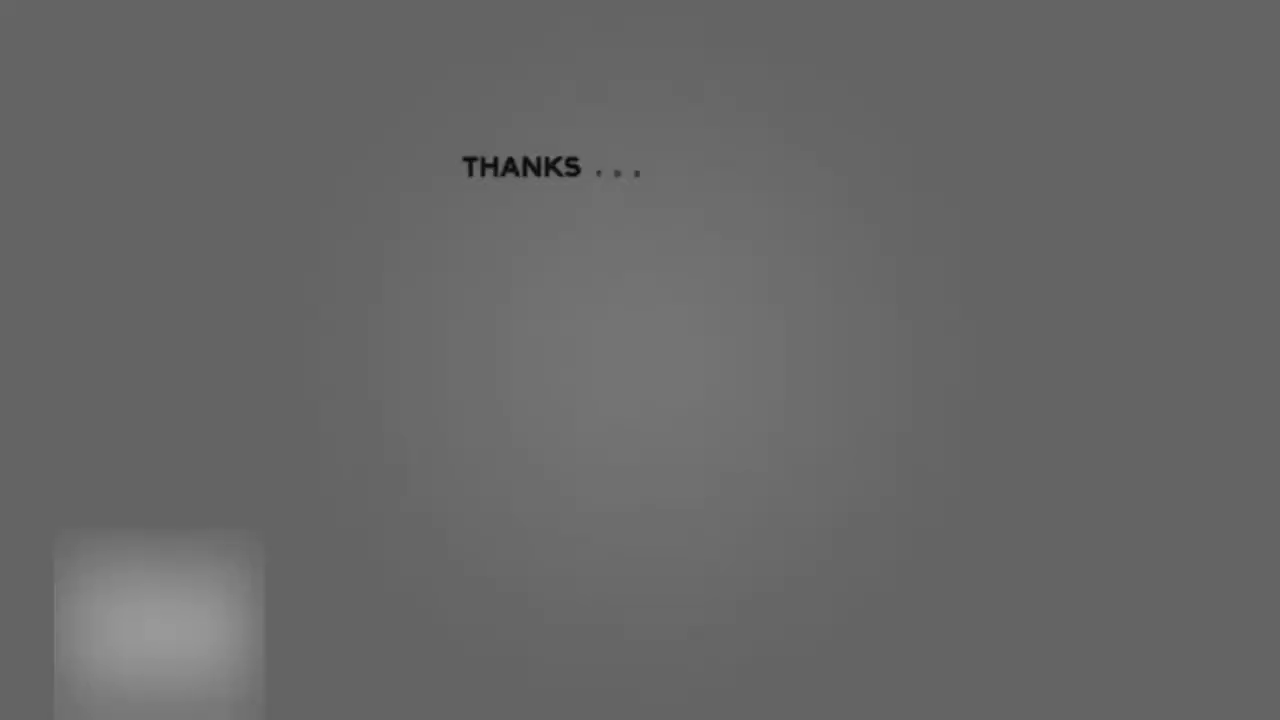 THANKS . . .